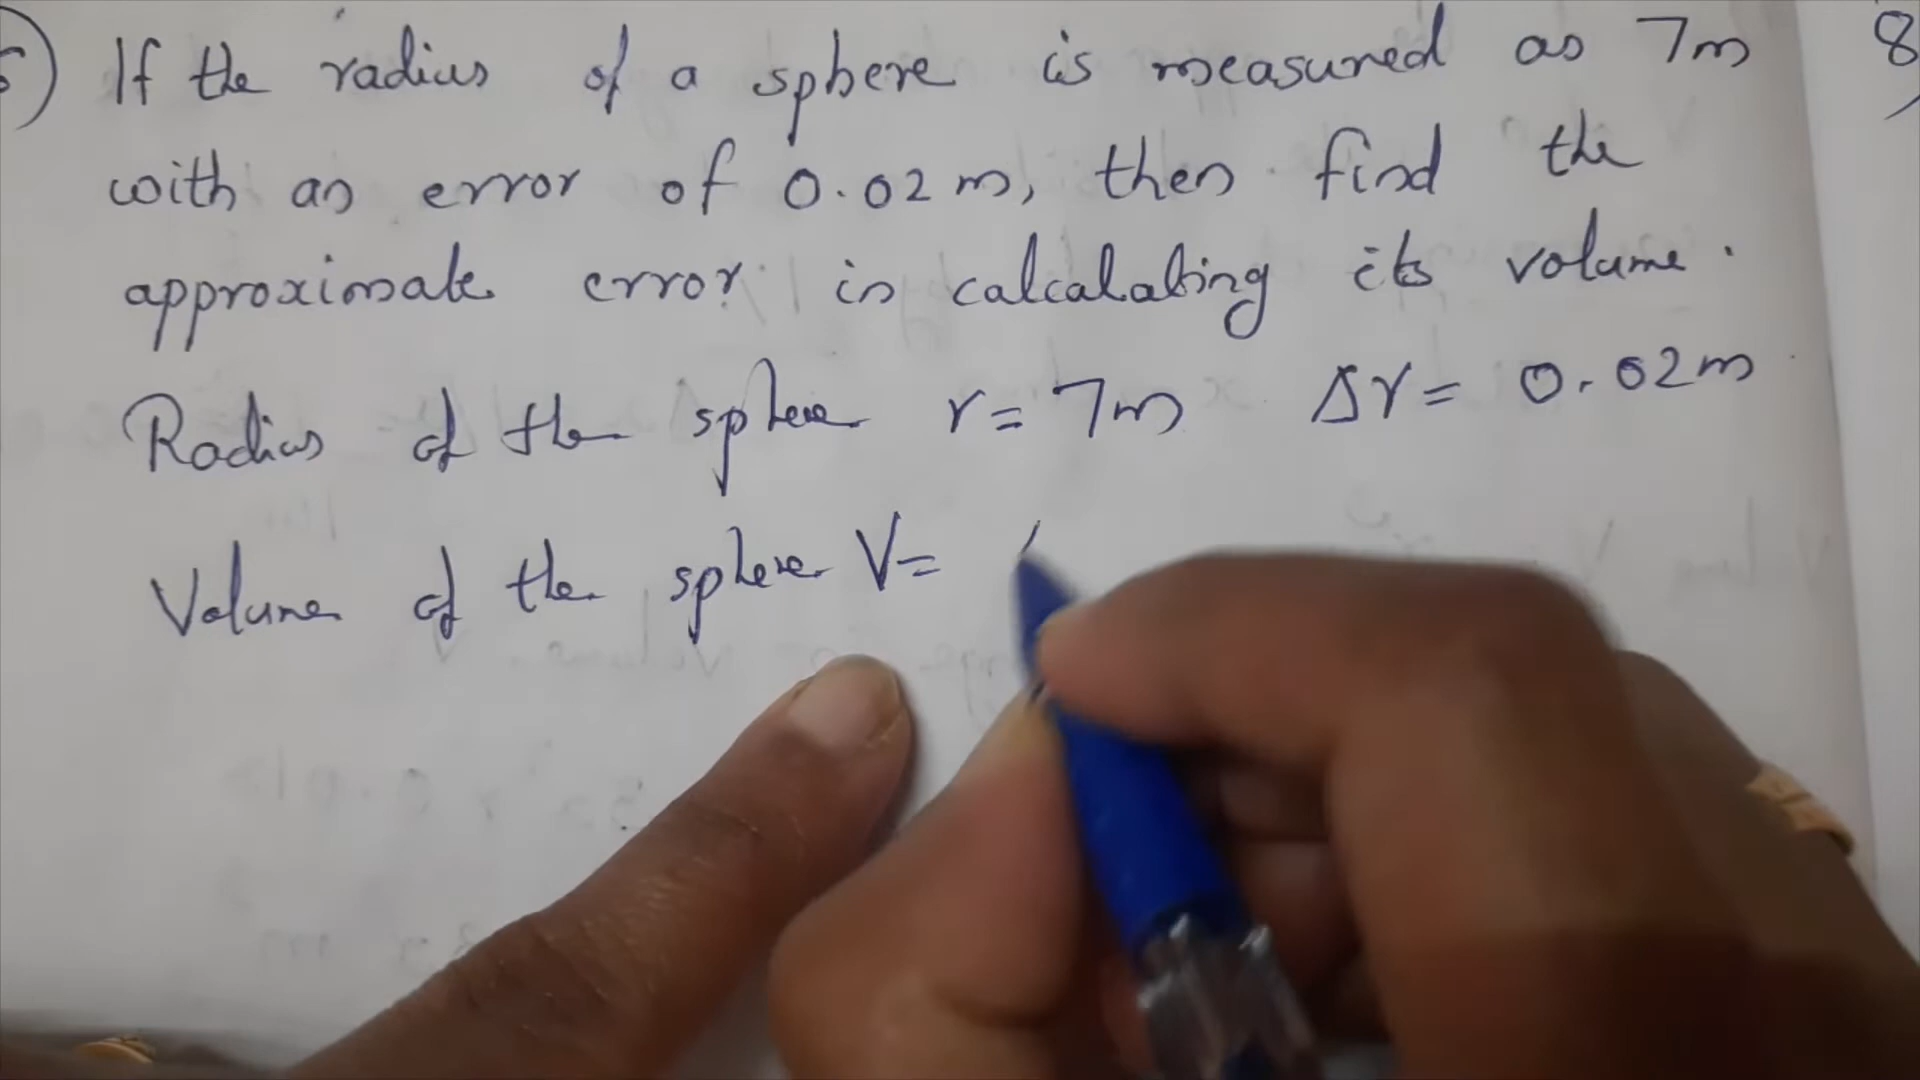 If the radius of a sphere is measured as 7m
with an error of 0.02m, then find the
approximate error in calculating its volume.
Radius of the sphere r = 7m Δr = 0.02m
Volume of the sphere V =
8)